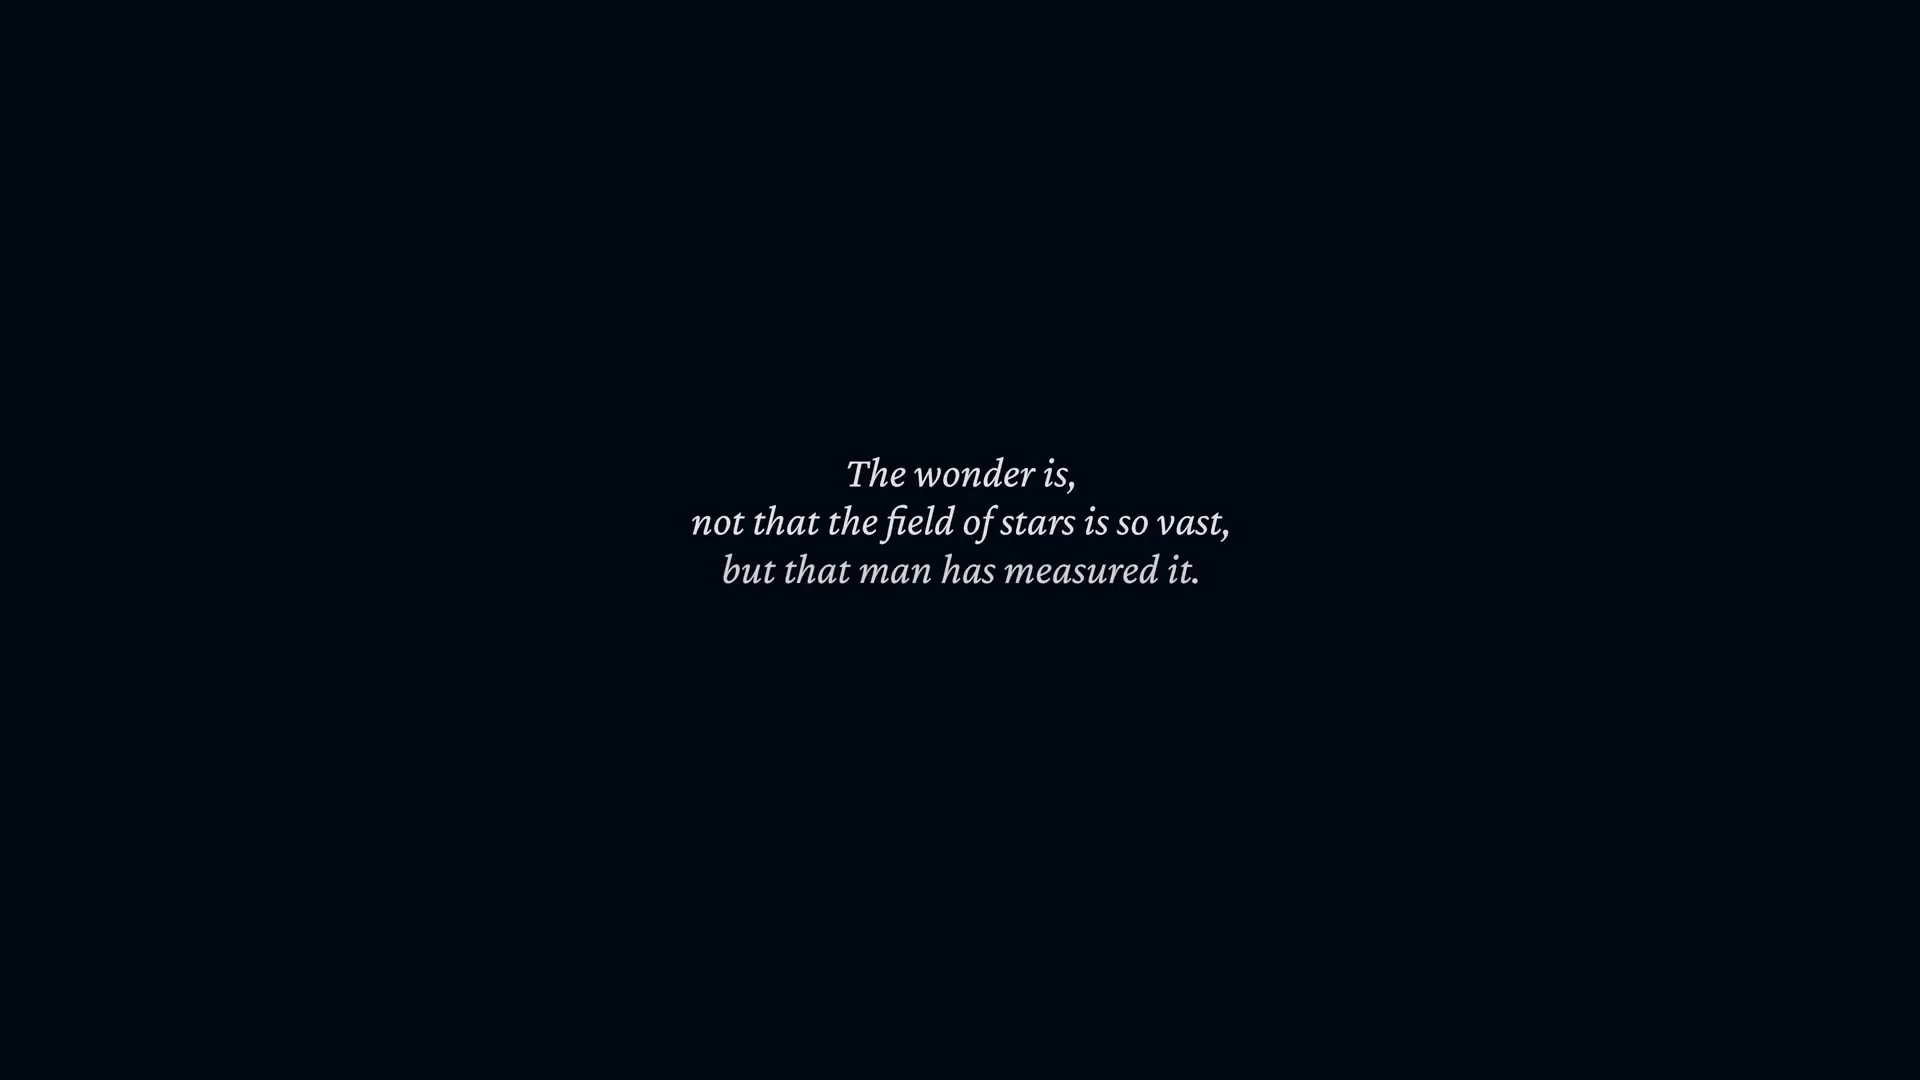 The wonder is,
not that the field of stars is so vast,
but that man has measured it.